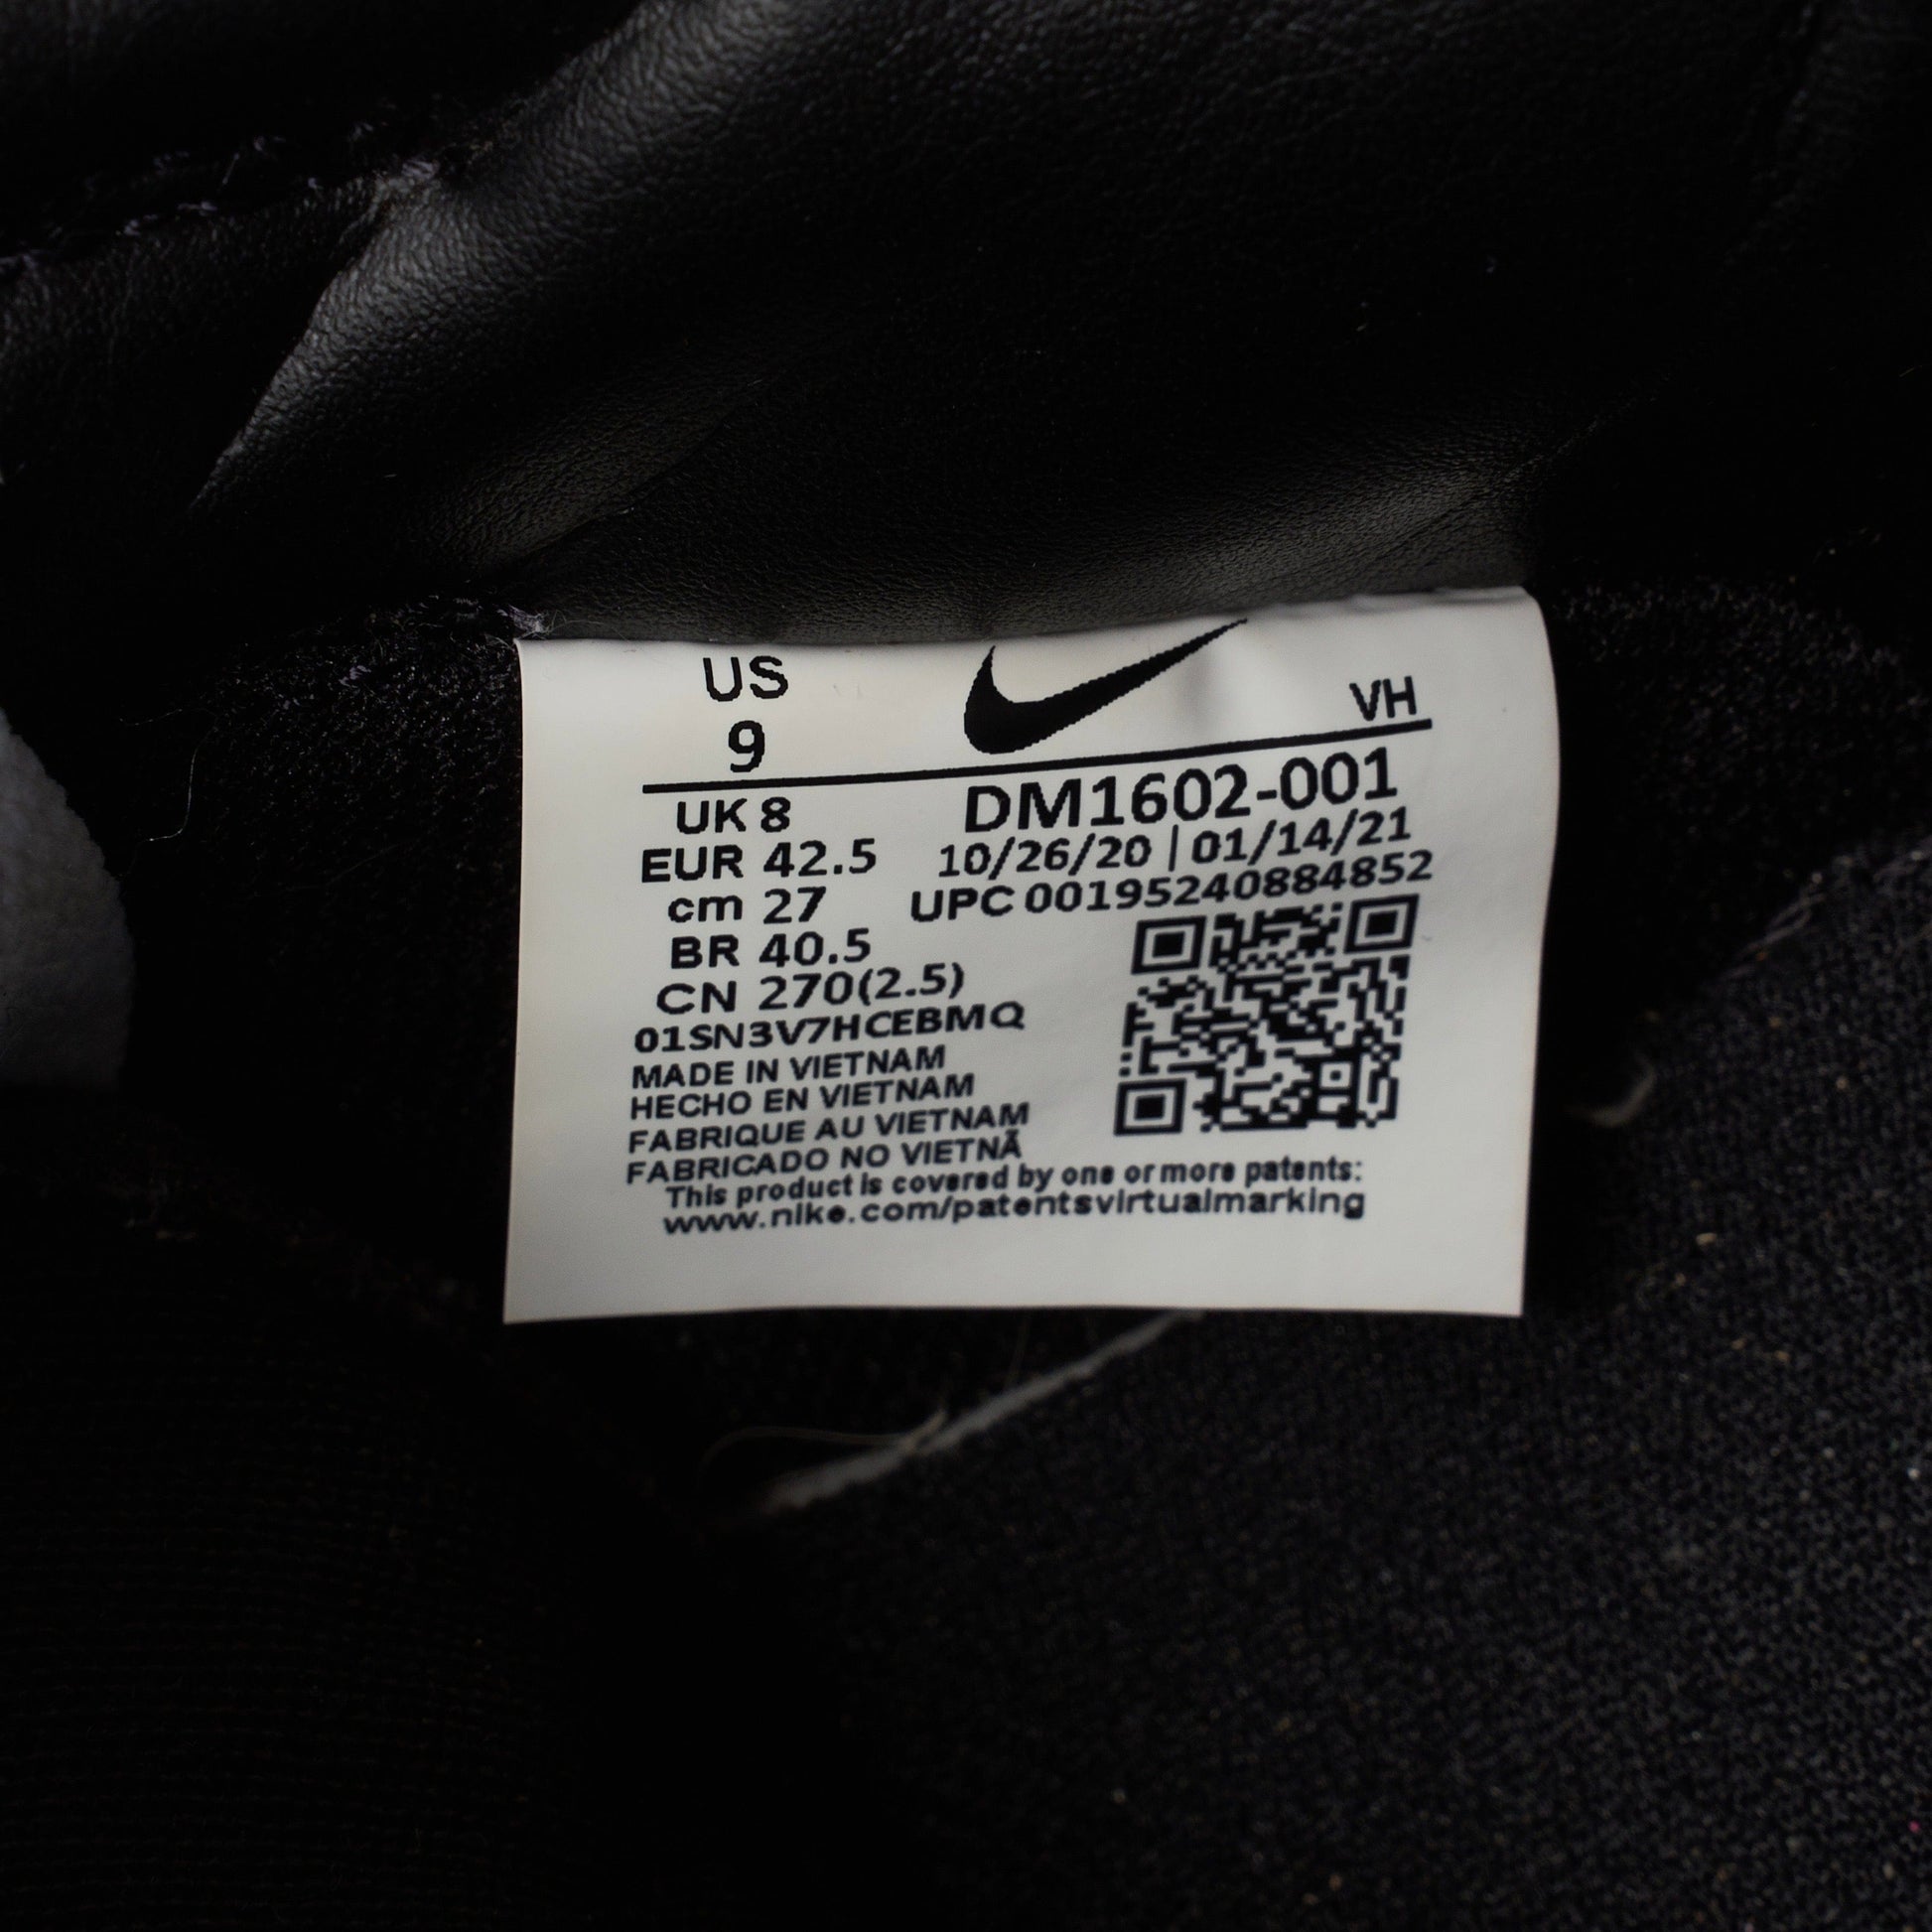 US
9
VH
UK 8
EUR 42.5
cm 27
BR 40.5
CN 270(2.5)
DM1602-001
10/26/20 | 01/14/21
UPC 00195240884852
01SN3V7HCEBMQ
MADE IN VIETNAM
HECHO EN VIETNAM
FABRIQUE AU VIETNAM
FABRICADO NO VIETNÃ
This product is covered by one or more patents:
www.nike.com/patentsvirtualmarking